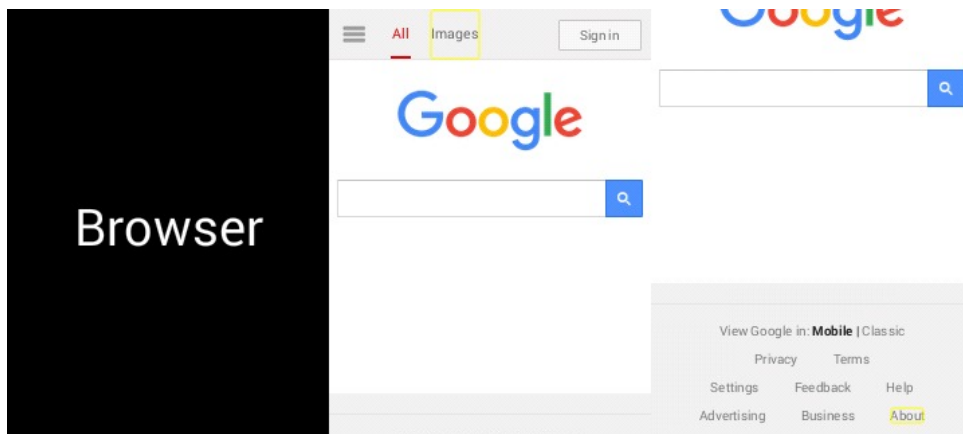 Browser
All Images Sign in
Google
Google
View Google in: Mobile | Classic
Privacy Terms
Settings Feedback Help
Advertising Business About